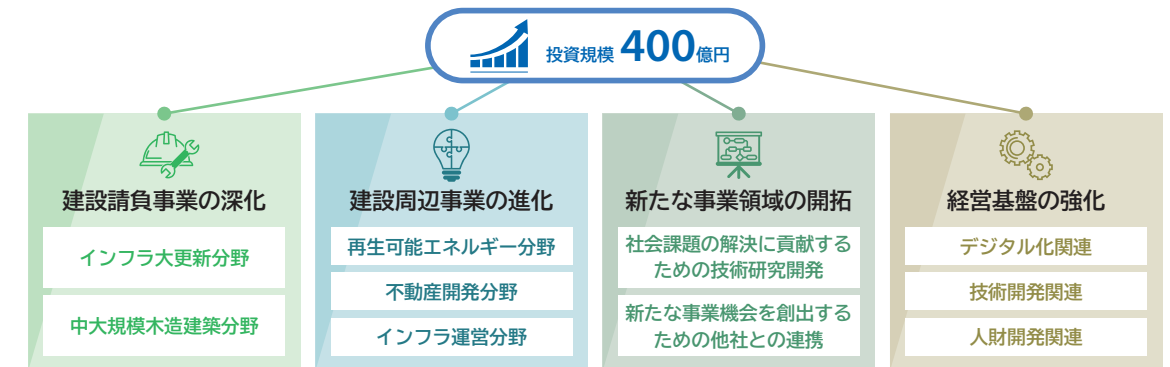 投資規模 400億円
建設請負事業の深化
インフラ大更新分野
中大規模木造建築分野
建設周辺事業の進化
再生可能エネルギー分野
不動産開発分野
インフラ運営分野
新たな事業領域の開拓
社会課題の解決に貢献する
ための技術研究開発
新たな事業機会を創出する
ための他社との連携
経営基盤の強化
デジタル化関連
技術開発関連
人財開発関連